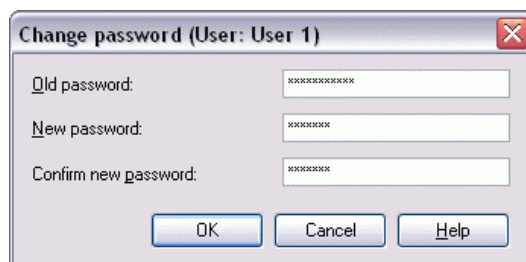 Change password (User: User 1)
Old password: ***********
New password: *******
Confirm new password: *******
OK Cancel Help